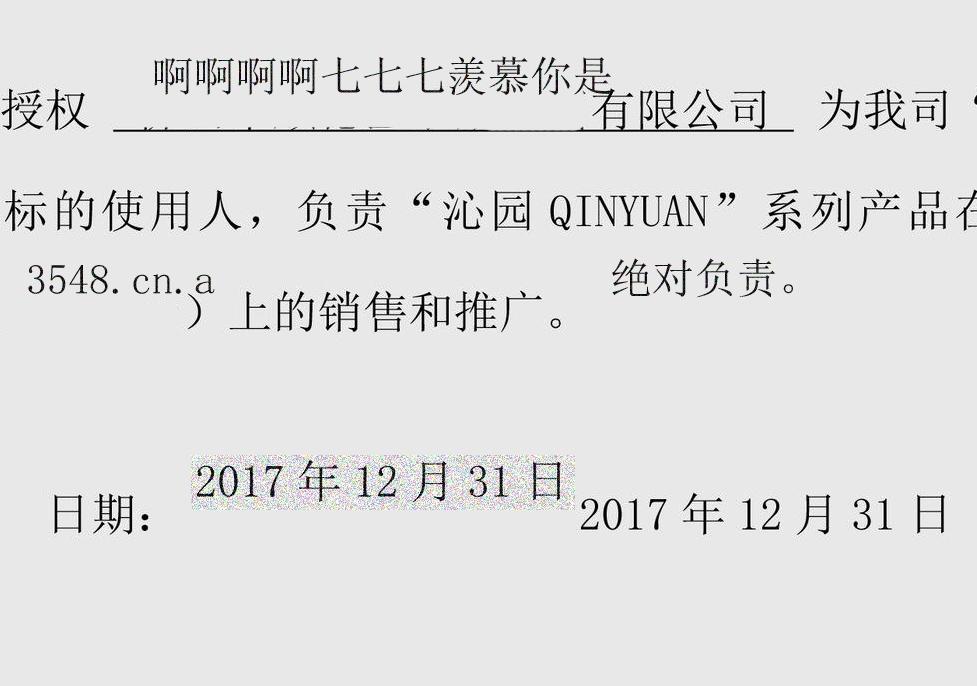 啊啊啊啊七七七羡慕你是
授权 有限公司 为我司“
标的使用人，负责“沁园 QINYUAN”系列产品在
3548.cn.a 绝对负责。
）上的销售和推广。
2017 年 12 月 31 日
日期： 2017 年 12 月 31 日